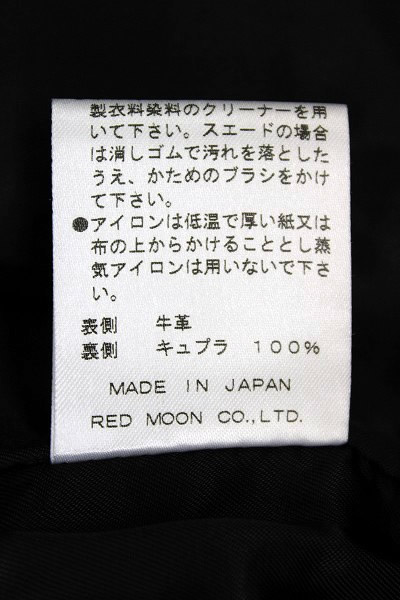 製衣料染料のクリーナーを用
いて下さい。スエードの場合
は消しゴムで汚れを落とした
うえ、かためのブラシをかけ
て下さい。
●アイロンは低温で厚い紙又は
布の上からかけることとし蒸
気アイロンは用いないで下さ
い。
表側 牛革
裏側 キュプラ 100%
MADE IN JAPAN
RED MOON CO.,LTD.